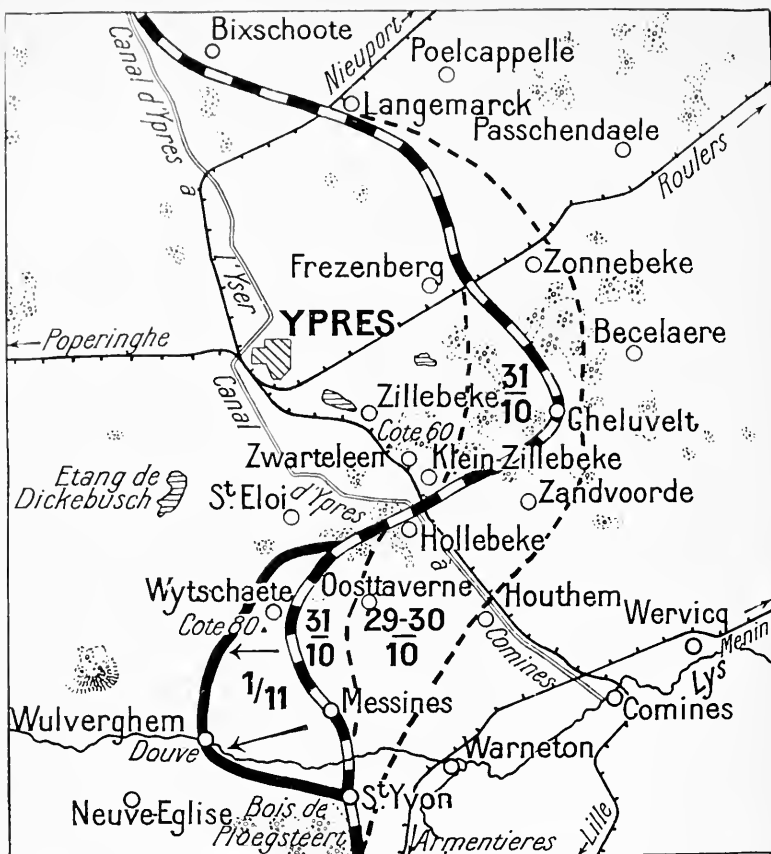 Bixschoote
Nieuport
Poelcappelle
Canal d'Ypres à
Langemarck
Passchendaele
Roulers
l'Yser
Frezenberg
Zonnebeke
YPRES
Poperinghe
Becelaere
31
10
Canal
Zillebeke
Gheluvelt
Cote 60
Zwarteleen
Klein-Zillebeke
Etang de
Dickebusch
d'Ypres
Zandvoorde
St. Eloi
Hollebeke
à
Oosttaverne
Houthem
Wytschaete
Wervicq
Cote 80
31
10
29-30
10
Comines
Menin
1/11
Lys
Messines
Comines
Wulverghem
Douve
Warneton
St. Yvon
Neuve-Eglise
Bois de
Ploegsteert
Armentieres
Lille